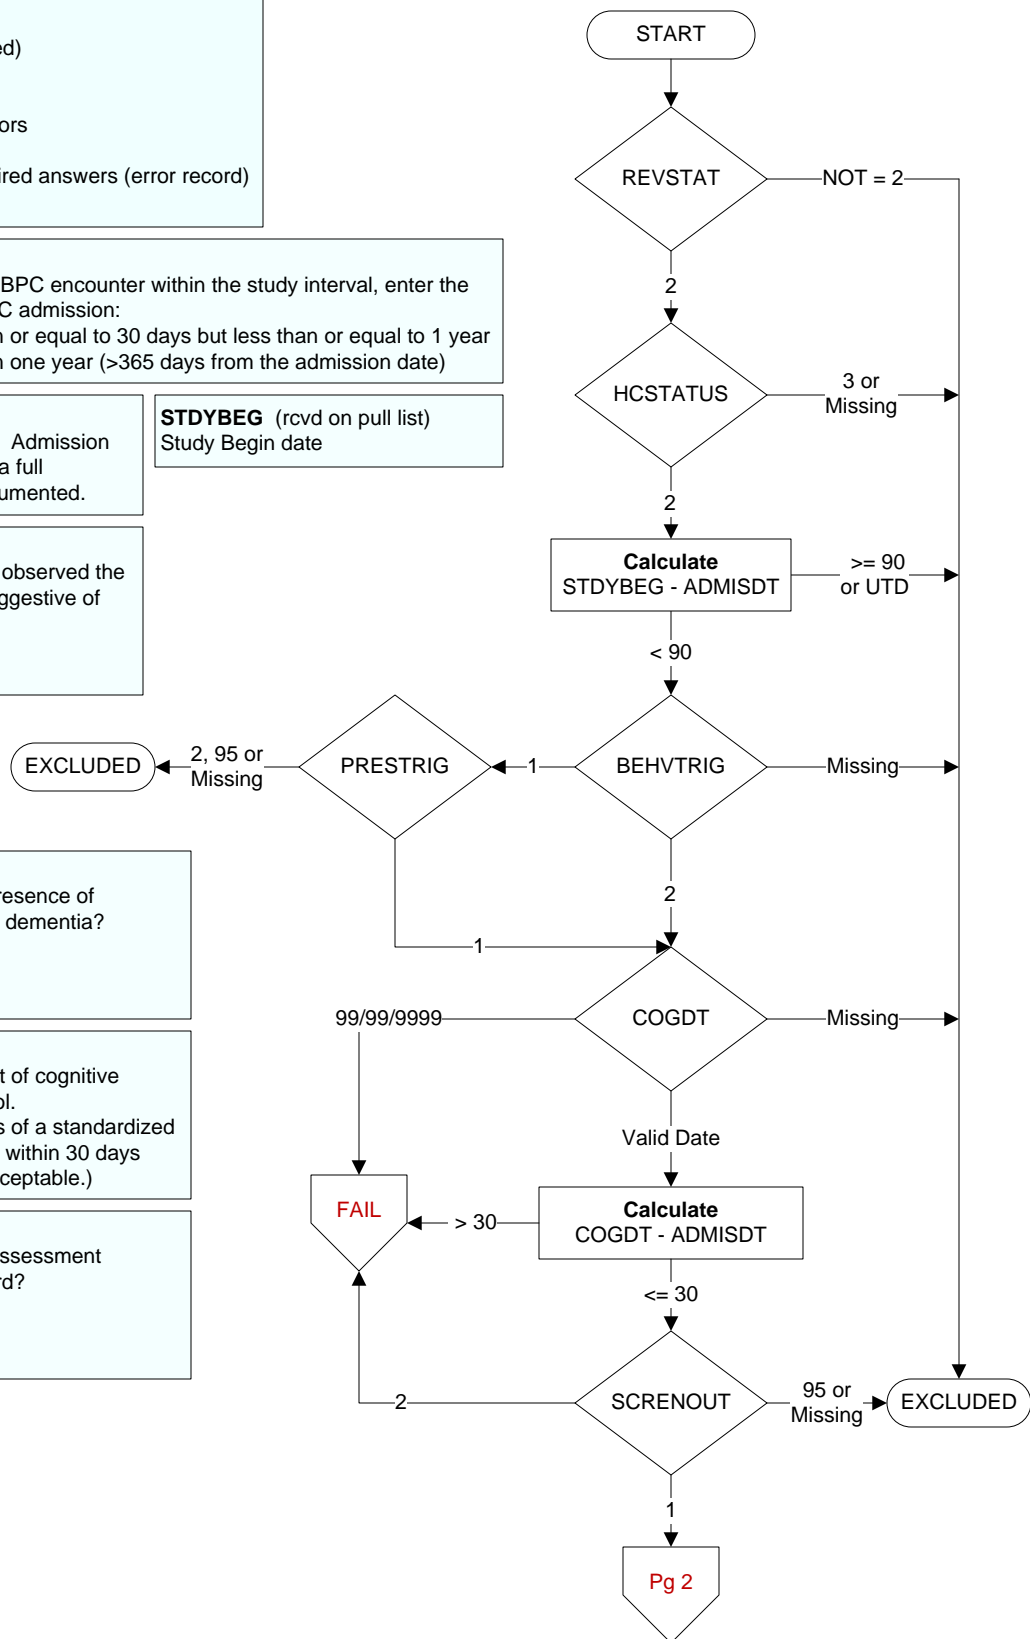 ed)
ors
ired answers (error record)
BPC encounter within the study interval, enter the
C admission:
n or equal to 30 days but less than or equal to 1 year
n one year (>365 days from the admission date)
Admission
a full
umented.
STDYBEG (rcvd on pull list)
Study Begin date
observed the
ggestive of
resence of
dementia?
t of cognitive
ol.
s of a standardized
within 30 days
ceptable.)
ssessment
rd?
START
REVSTAT
NOT = 2
2
HCSTATUS
3 or
Missing
2
Calculate
STDYBEG - ADMISDT
>= 90
or UTD
< 90
EXCLUDED
2, 95 or
Missing
PRESTRIG
1
BEHVTRIG
Missing
2
1
99/99/9999
COGDT
Missing
Valid Date
FAIL
> 30
Calculate
COGDT - ADMISDT
<= 30
2
SCRENOUT
95 or
Missing
EXCLUDED
1
Pg 2